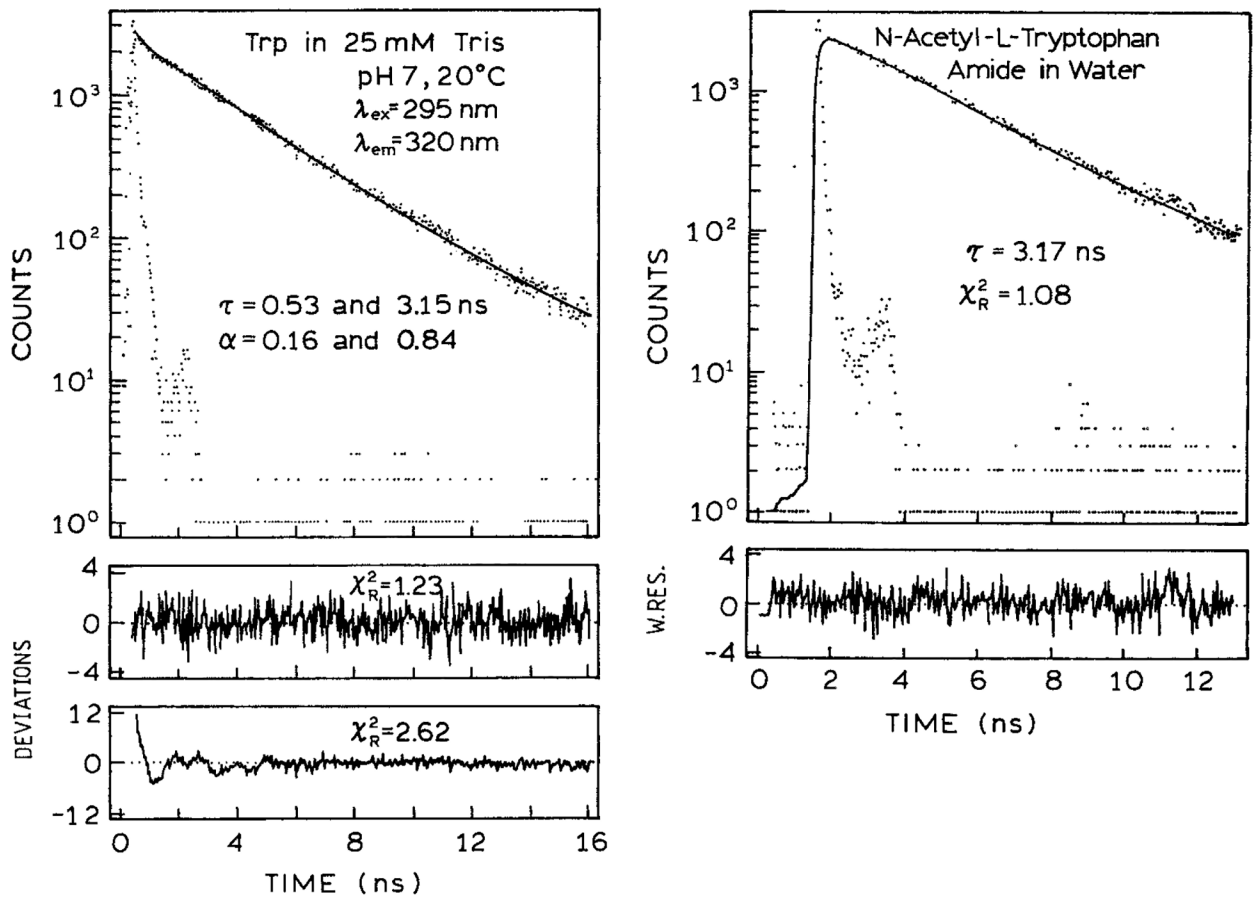 Trp in 25 mM Tris
pH 7, 20°C
λex=295 nm
λem=320 nm
τ = 0.53 and 3.15 ns
α = 0.16 and 0.84
COUNTS
10³
10²
10¹
10⁰
χ²R=1.23
4
0
-4
DEVIATIONS
χ²R=2.62
12
0
-12
0 4 8 12 16
TIME (ns)
N-Acetyl-L-Tryptophan
Amide in Water
τ = 3.17 ns
χ²R = 1.08
COUNTS
10³
10²
10¹
10⁰
W.RES.
4
0
-4
0 2 4 6 8 10 12
TIME (ns)